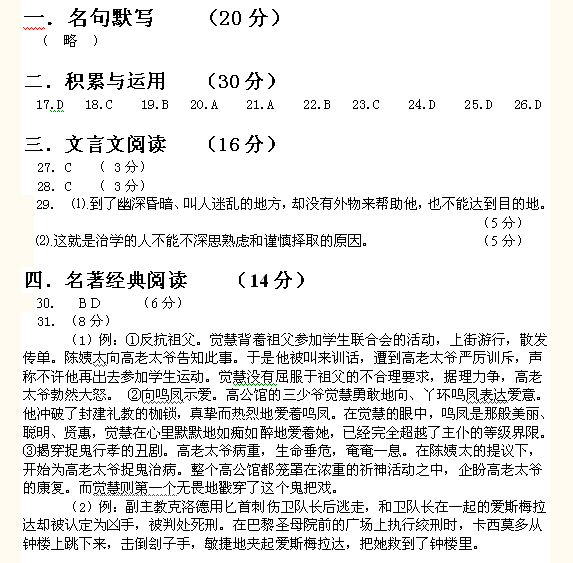 一．名句默写 （20 分）
（ 略 ）
二．积累与运用 （30 分）
17.D 18.C 19.B 20.A 21.A 22.B 23.C 24.D 25.D 26.D
三．文言文阅读 （16 分）
27. C （ 3分）
28. C （ 3分）
29. ⑴.到了幽深昏暗、叫人迷乱的地方，却没有外物来帮助他，也不能达到目的地。
（5分）
⑵.这就是治学的人不能不深思熟虑和谨慎择取的原因。 （5分）
四．名著经典阅读 （14 分）
30. B D （6分）
31. （8分）
（1）例：①反抗祖父。觉慧背着祖父参加学生联合会的活动，上街游行，散发
传单。陈姨太向高老太爷告知此事。于是他被叫来训话，遭到高老太爷严厉训斥，声
称不许他再出去参加学生运动。觉慧没有屈服于祖父的不合理要求，据理力争，高老
太爷勃然大怒。 ②向鸣凤示爱。高公馆的三少爷觉慧勇敢地向、丫环鸣凤表达爱意。
他冲破了封建礼教的枷锁，真挚而热烈地爱着鸣凤。在觉慧的眼中，鸣凤是那般美丽、
聪明、贤惠，觉慧在心里默默地如痴如醉地爱着她，已经完全超越了主仆的等级界限。
③揭穿捉鬼行孝的丑剧。高老太爷病重，生命垂危，奄奄一息。在陈姨太的提议下，
开始为高老太爷捉鬼治病。整个高公馆都笼罩在浓重的祈神活动之中，企盼高老太爷
的康复。而觉慧则第一个无畏地戳穿了这个鬼把戏。
（2）例：副主教克洛德用匕首刺伤卫队长后逃走，和卫队长在一起的爱斯梅拉
达却被认定为凶手，被判处死刑。在巴黎圣母院前的广场上执行绞刑时，卡西莫多从
钟楼上跳下来，击倒刽子手，敏捷地夹起爱斯梅拉达，把她救到了钟楼里。